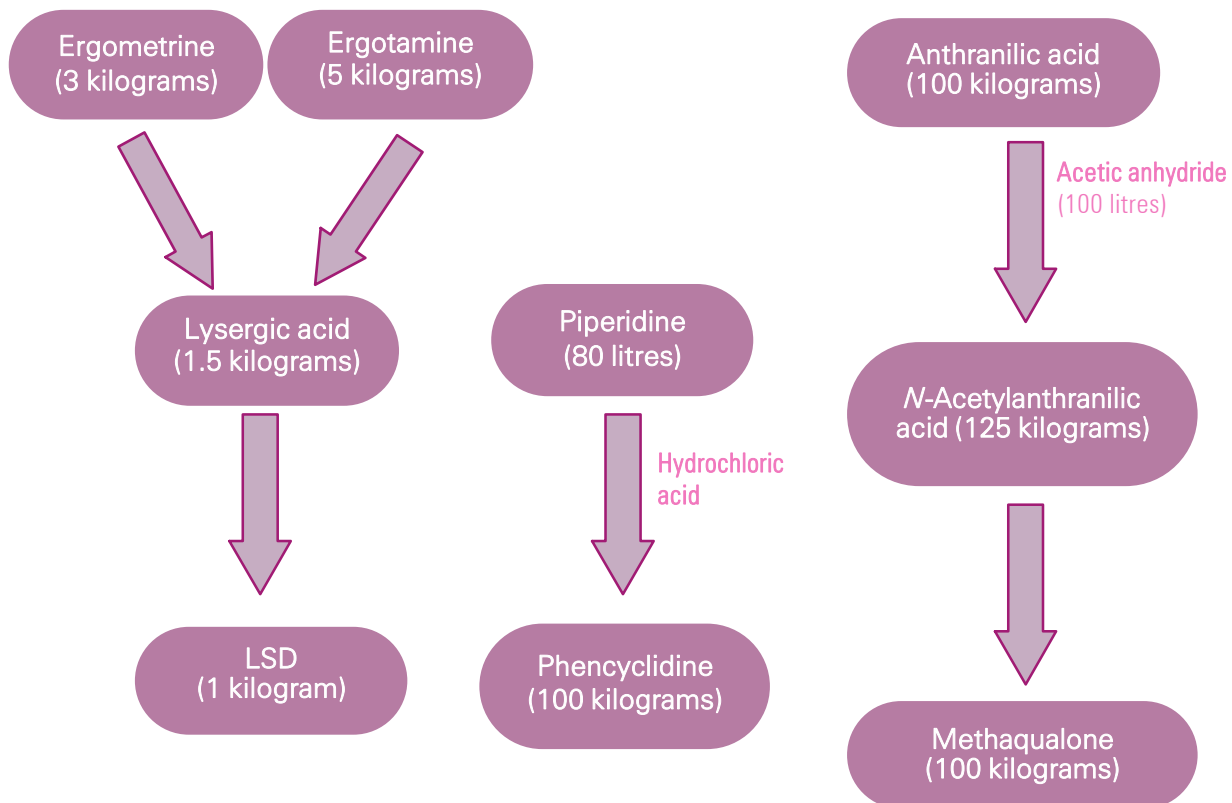 Ergometrine
(3 kilograms)
Ergotamine
(5 kilograms)
Lysergic acid
(1.5 kilograms)
LSD
(1 kilogram)
Piperidine
(80 litres)
Hydrochloric
acid
Phencyclidine
(100 kilograms)
Anthranilic acid
(100 kilograms)
Acetic anhydride
(100 litres)
N-Acetylanthranilic
acid (125 kilograms)
Methaqualone
(100 kilograms)